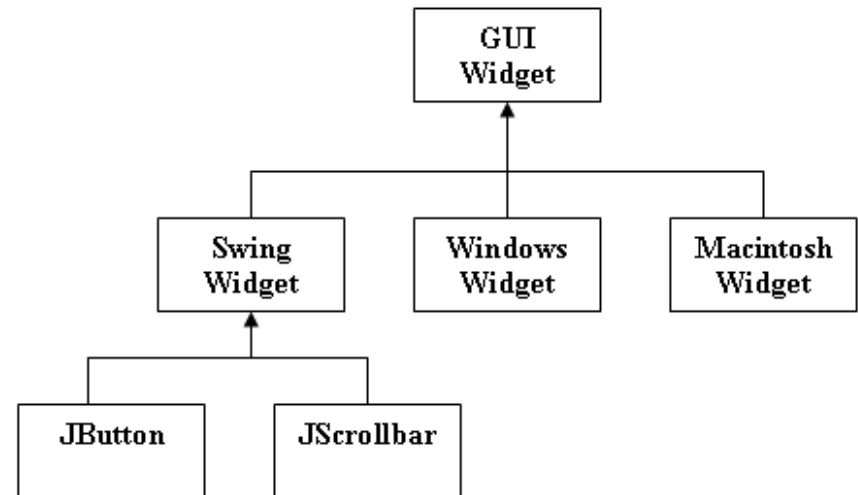 GUI
Widget
Swing
Widget
Windows
Widget
Macintosh
Widget
JButton
JScrollbar